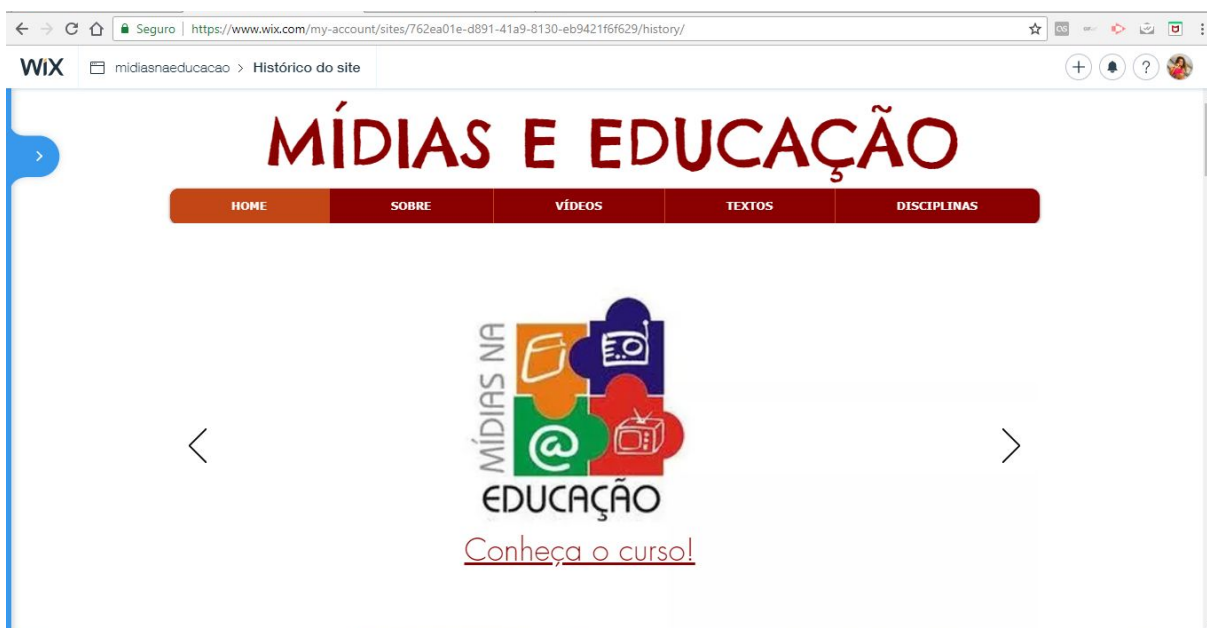 Seguro | https://www.wix.com/my-account/sites/762ea01e-d891-41a9-8130-eb9421f6f629/history/
WiX midiasnaeducacao > Histórico do site
MÍDIAS E EDUCAÇÃO
HOME SOBRE VÍDEOS TEXTOS DISCIPLINAS
MÍDIAS NA
@
EDUCAÇÃO
Conheça o curso!